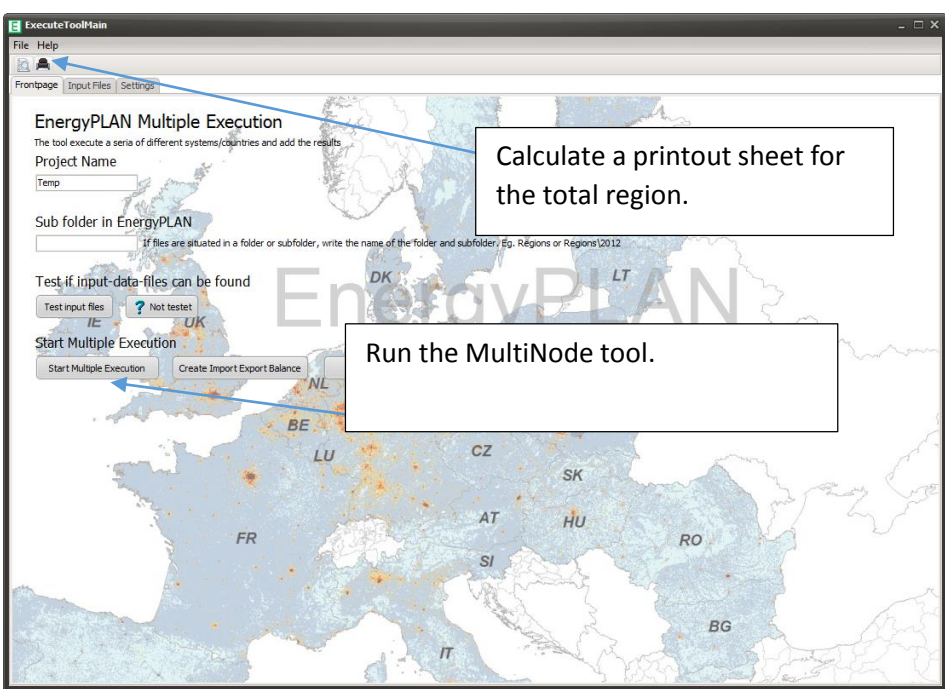 ExecuteToolMain
File Help
Frontpage Input Files Settings
EnergyPLAN Multiple Execution
The tool execute a seria of different systems/countries and add the results
Project Name
Temp
Calculate a printout sheet for
the total region.
Sub folder in EnergyPLAN
If files are situated in a folder or subfolder, write the name of the folder and subfolder. Eg. Regions or Regions\2012
Test if input-data-files can be found
DK
LT
EnergyPLAN
Test input files ? Not testet
IE
UK
Start Multiple Execution
Run the MultiNode tool.
Start Multiple Execution Create Import Export Balance
NL
BE
LU
CZ
SK
AT
HU
FR
RO
SI
BG
IT